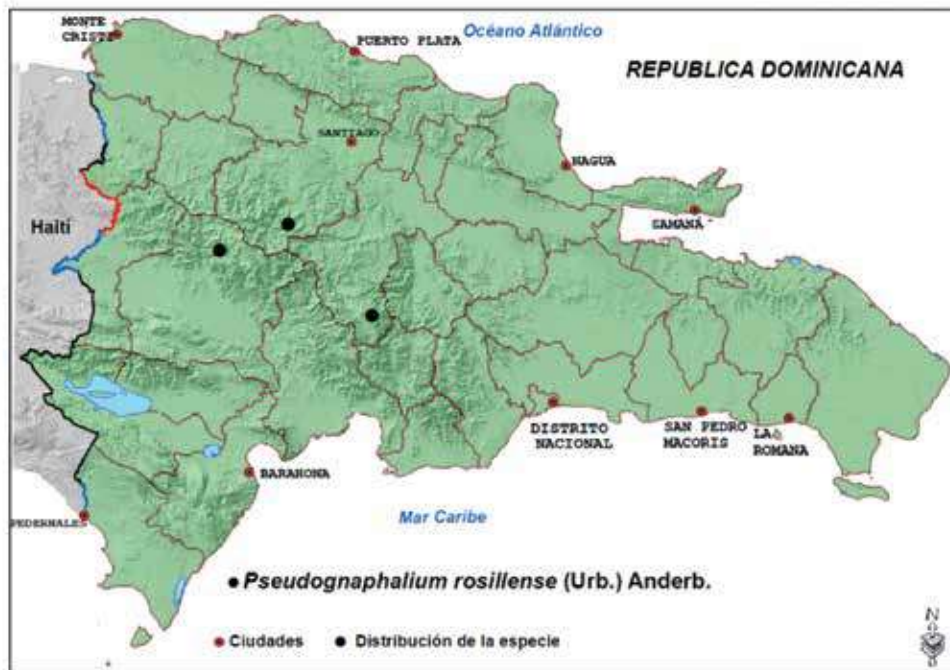 MONTE
CRISTI
Océano Atlántico
PUERTO PLATA
REPUBLICA DOMINICANA
SANTIAGO
NAGUA
SAMANÁ
Haití
DISTRITO
NACIONAL
SAN PEDRO
MACORIS
LA
ROMANA
BARAHONA
PEDERNALES
Mar Caribe
Pseudognaphalium rosillense (Urb.) Anderb.
Ciudades
Distribución de la especie
N